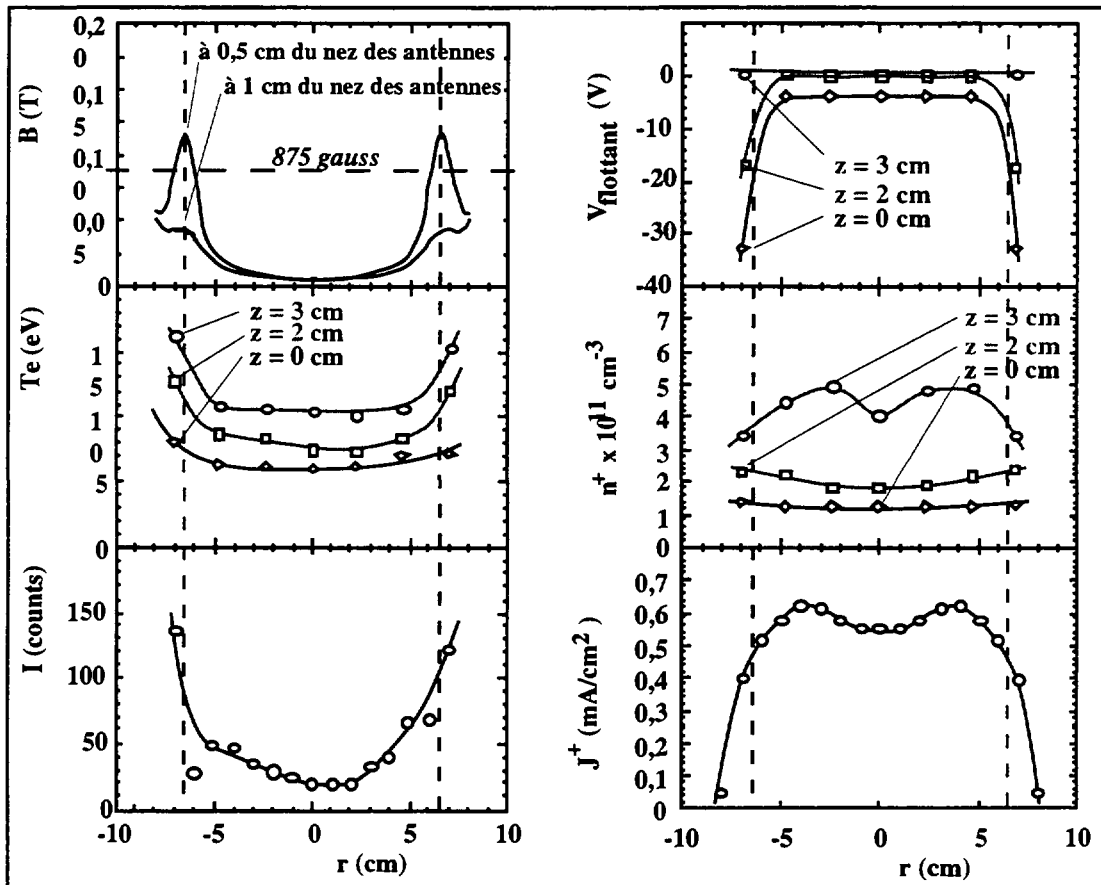 B (T)
0,2
0
0,1
5
0,1
0
0,0
5
0
à 0,5 cm du nez des antennes
à 1 cm du nez des antennes
875 gauss
V flottant (V)
0
-10
-20
-30
-40
z = 3 cm
z = 2 cm
z = 0 cm
Te (eV)
1
5
1
0
5
0
z = 3 cm
z = 2 cm
z = 0 cm
n+ x 10^11 cm-3
7
6
5
4
3
2
1
0
z = 3 cm
z = 2 cm
z = 0 cm
I (counts)
150
100
50
0
-10
-5
0
5
10
r (cm)
J+ (mA/cm2)
0,7
0,6
0,5
0,4
0,3
0,2
0,1
0
-10
-5
0
5
10
r (cm)